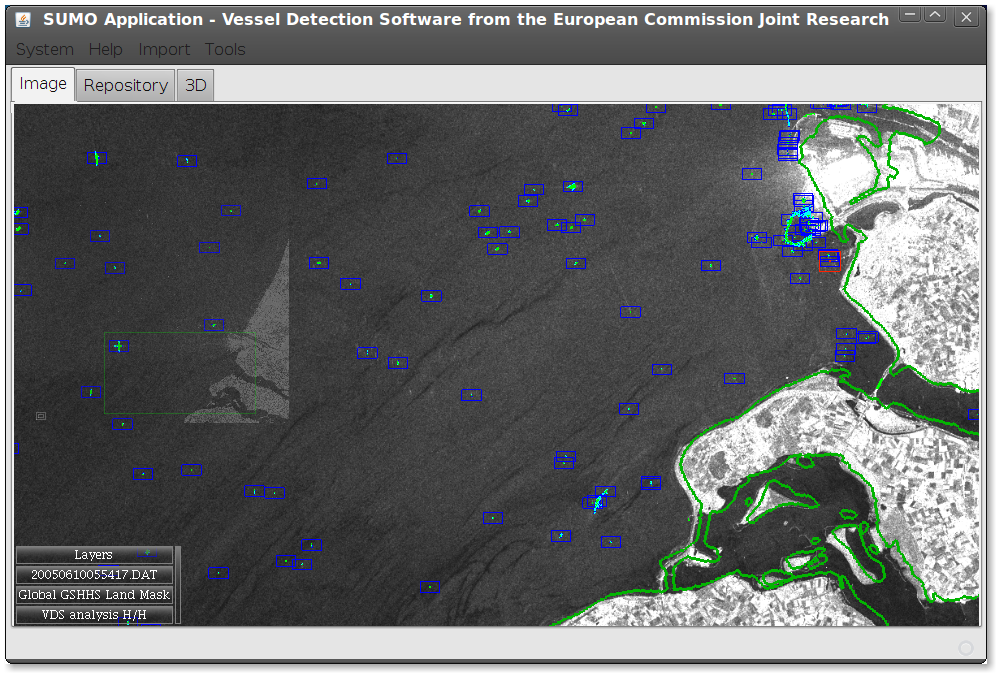 SUMO Application - Vessel Detection Software from the European Commission Joint Research
System Help Import Tools
Image Repository 3D
Layers
20050610055417.DAT
Global GSHHS Land Mask
VDS analysis H/H